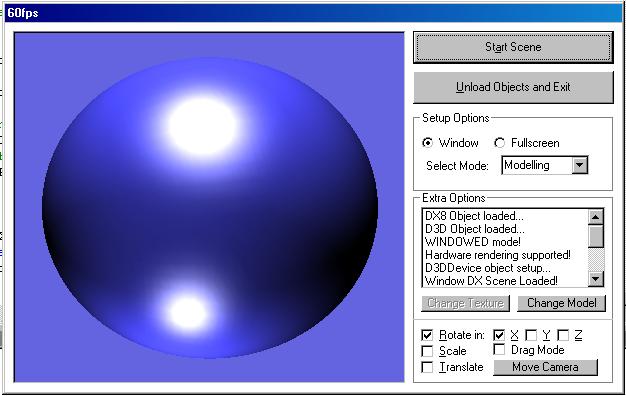 60fps
Start Scene
Unload Objects and Exit
Setup Options
Window Fullscreen
Select Mode: Modelling
Extra Options
DX8 Object loaded...
D3D Object loaded...
WINDOWED mode!
Hardware rendering supported!
D3DDevice object setup...
Window DX Scene Loaded!
Change Texture Change Model
Rotate in: X Y Z
Scale Drag Mode
Translate Move Camera